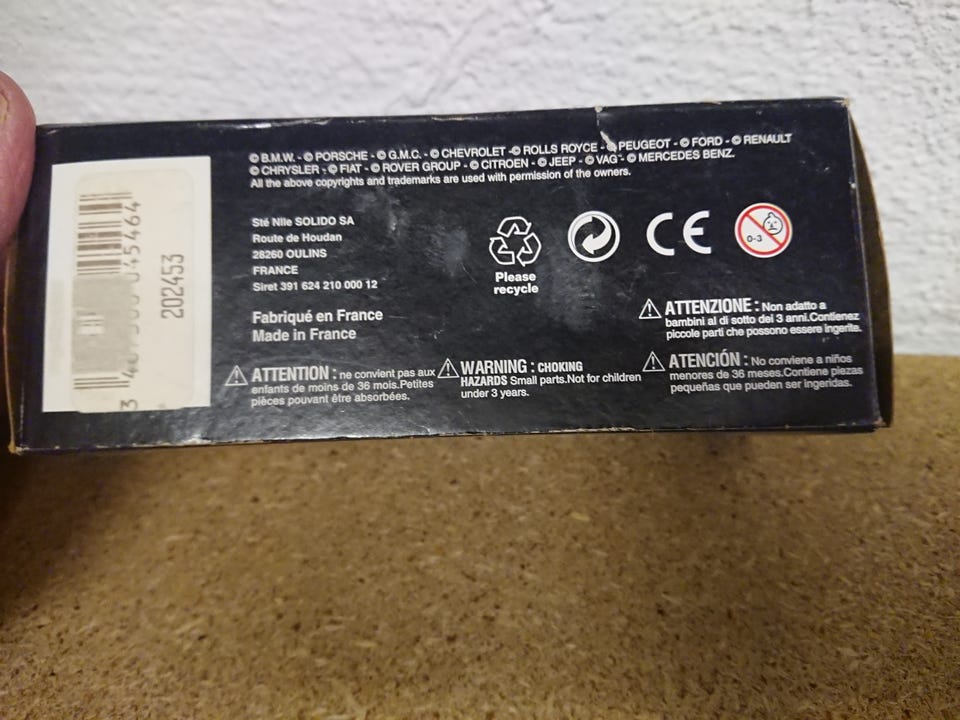 © B.M.W. - © PORSCHE - © G.M.C. - © CHEVROLET - © ROLLS ROYCE - © PEUGEOT - © FORD - © RENAULT
© CHRYSLER - © FIAT - © ROVER GROUP - © CITROEN - © JEEP - © VAG - © MERCEDES BENZ.
All the above copyrights and trademarks are used with permission of the owners.
Sté Nlle SOLIDO SA
Route de Houdan
28260 OULINS
FRANCE
Siret 391 624 210 000 12
Fabriqué en France
Made in France
Please
recycle
CE
0-3
ATTENZIONE : Non adatto a
bambini al di sotto dei 3 anni.Contienez
piccole parti che possono essere ingerite.
ATTENTION : ne convient pas aux
enfants de moins de 36 mois.Petites
pièces pouvant être absorbées.
WARNING : CHOKING
HAZARDS Small parts.Not for children
under 3 years.
ATENCIÓN : No conviene a niños
menores de 36 meses.Contiene piezas
pequeñas que pueden ser ingeridas.
202453